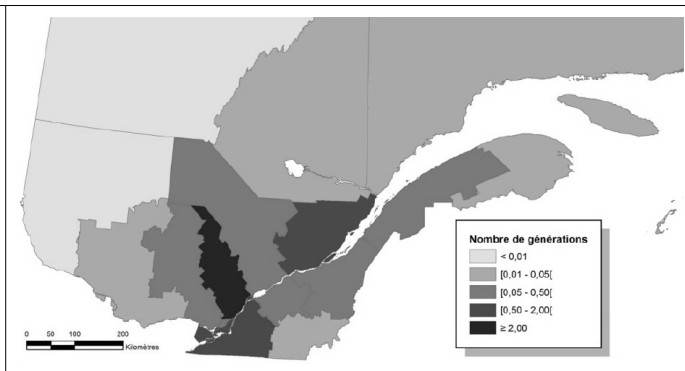 Nombre de générations
< 0,01
[0,01 - 0,05[
[0,05 - 0,50[
[0,50 - 2,00[
≥ 2,00
0 50 100 200
Kilomètres